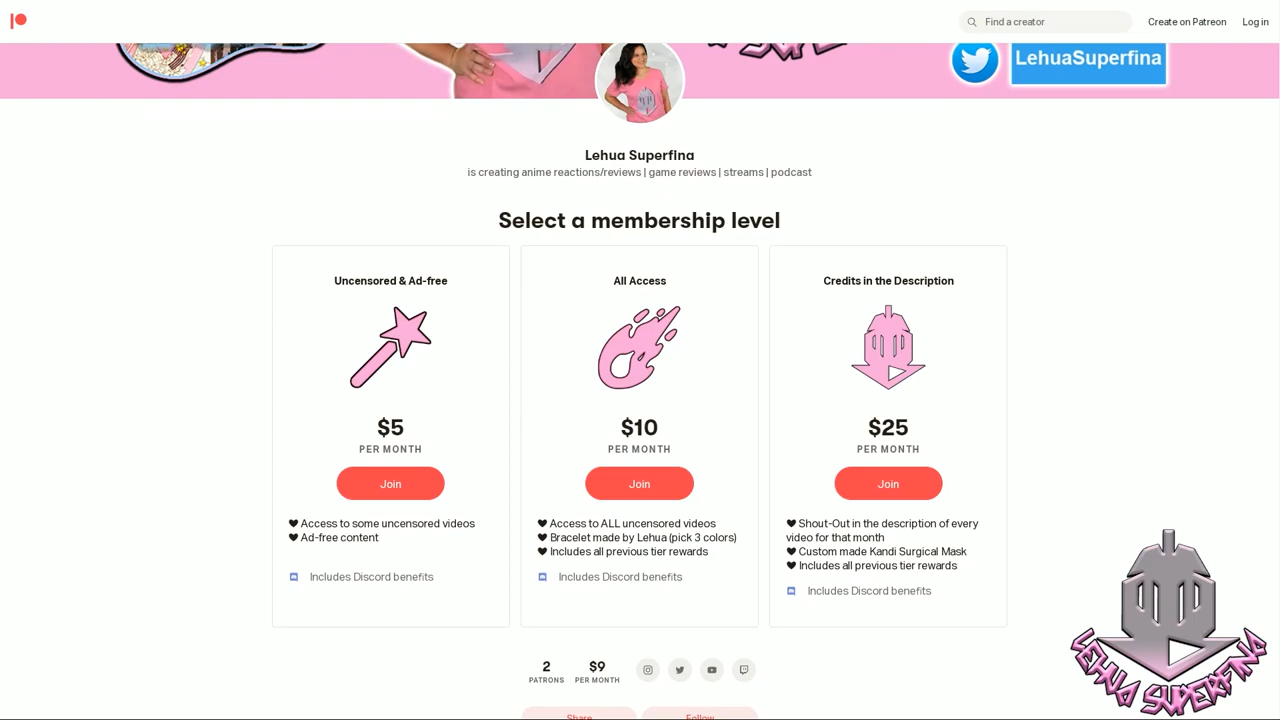 Find a creator
Create on Patreon
Log in
LehuaSuperfina
Lehua Superfina
is creating anime reactions/reviews | game reviews | streams | podcast
Select a membership level
Uncensored & Ad-free
$5
PER MONTH
Join
♥ Access to some uncensored videos
♥ Ad-free content
Includes Discord benefits
All Access
$10
PER MONTH
Join
♥ Access to ALL uncensored videos
♥ Bracelet made by Lehua (pick 3 colors)
♥ Includes all previous tier rewards
Includes Discord benefits
Credits in the Description
$25
PER MONTH
Join
♥ Shout-Out in the description of every
video for that month
♥ Custom made Kandi Surgical Mask
♥ Includes all previous tier rewards
Includes Discord benefits
2
PATRONS
$9
PER MONTH
Share
Follow
LEHUA SUPERFINA